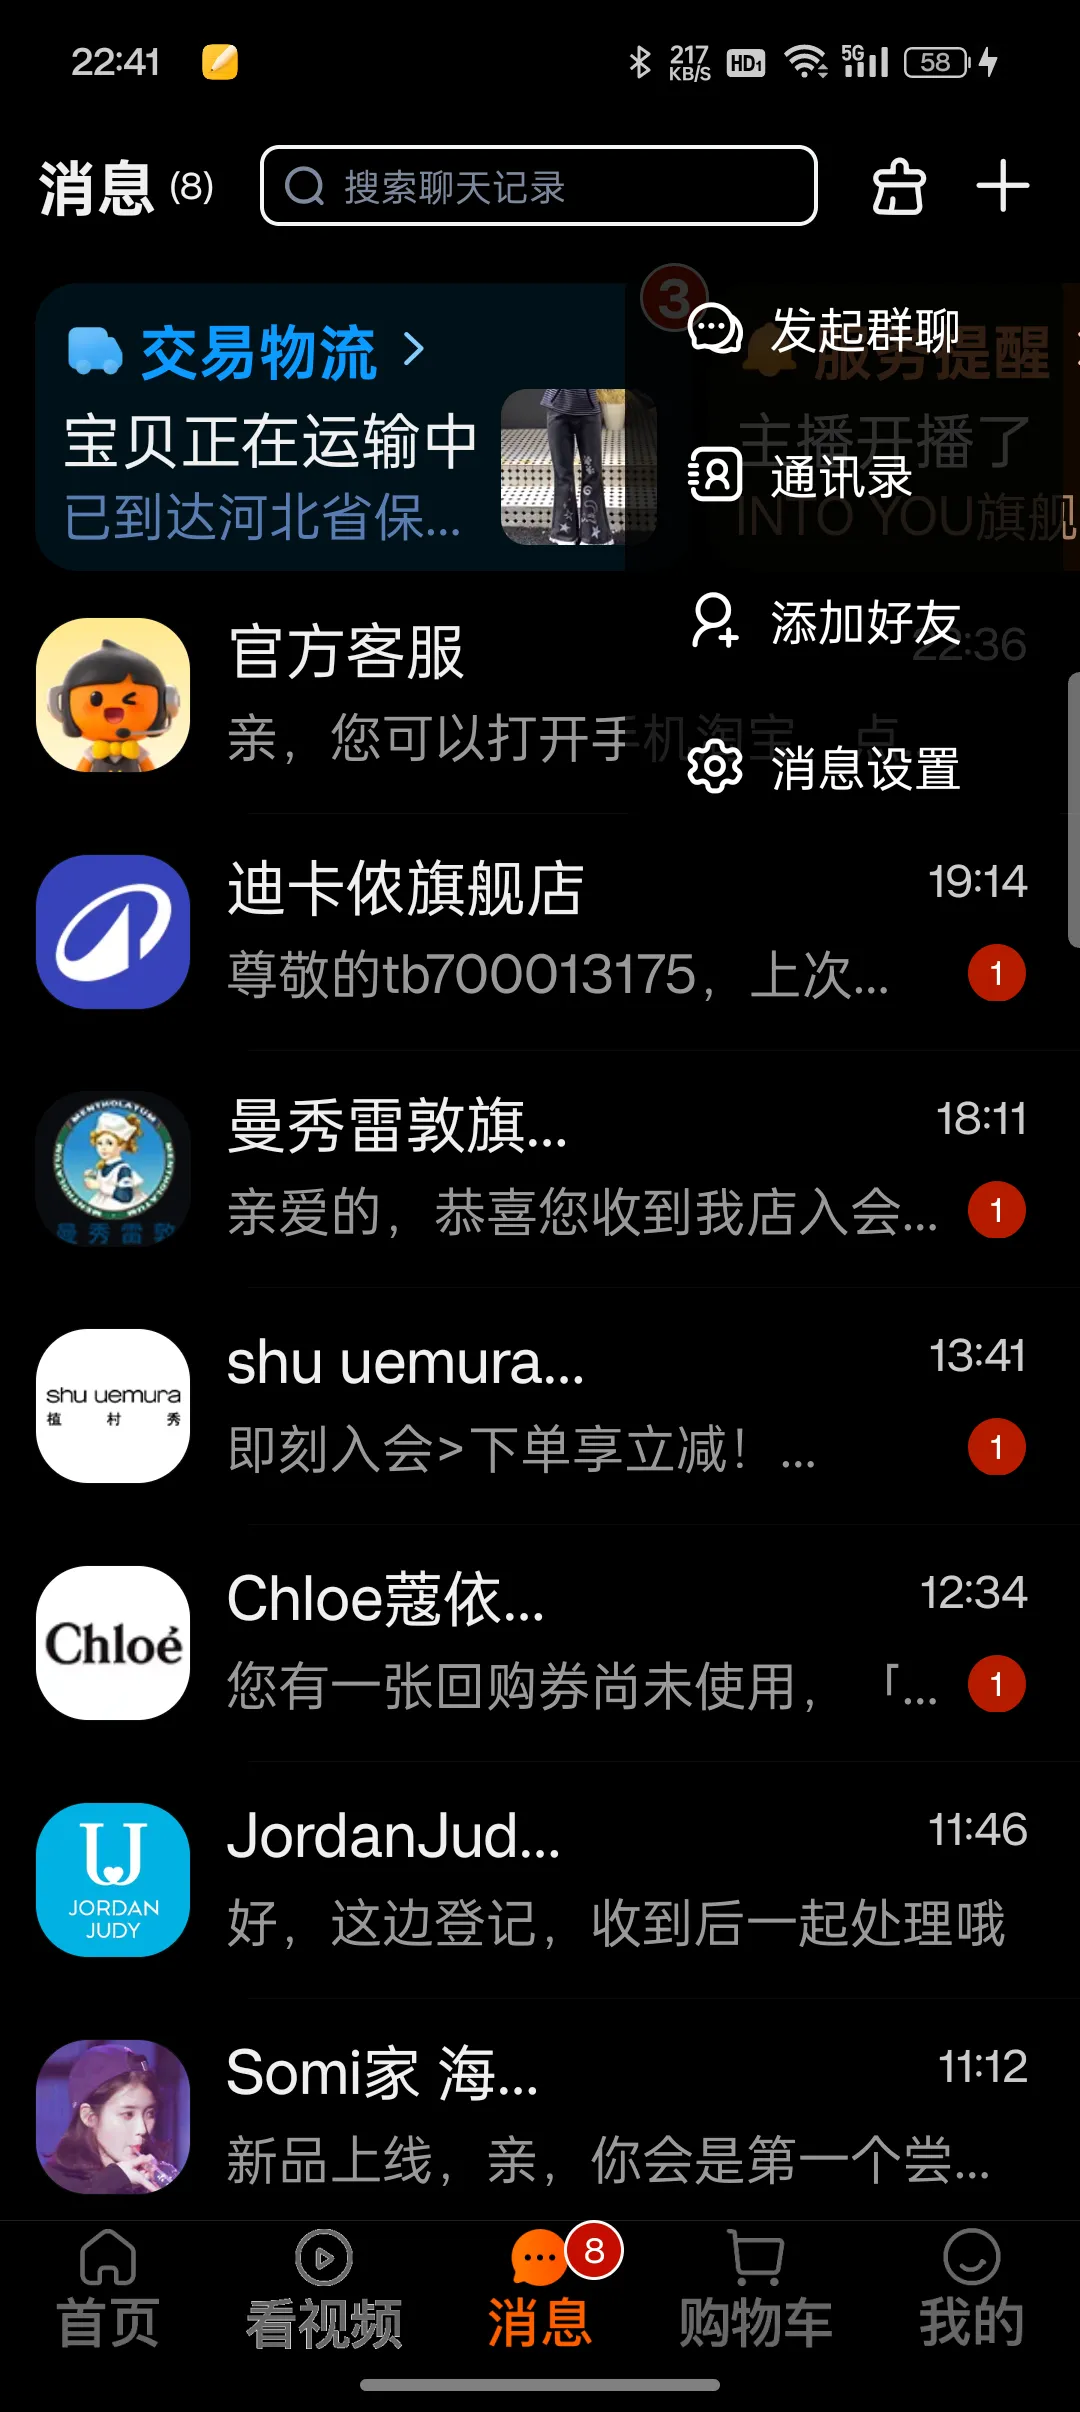 22:41
217 KB/S
HD1
5G
58
消息 (8)
搜索聊天记录
交易物流
宝贝正在运输中
已到达河北省保...
3
服务提醒
主播开播了
INTO YOU旗舰
发起群聊
通讯录
添加好友
消息设置
官方客服
22:36
亲，您可以打开手机淘宝 点
迪卡侬旗舰店
19:14
尊敬的tb700013175，上次...
1
MENTHOLATUM
曼秀雷敦
曼秀雷敦旗...
18:11
亲爱的，恭喜您收到我店入会...
1
shu uemura
植村秀
shu uemura...
13:41
即刻入会>下单享立减！...
1
Chloé
Chloe蔻依...
12:34
您有一张回购券尚未使用，「...
1
JORDAN
JUDY
JordanJud...
11:46
好，这边登记，收到后一起处理哦
Somi家 海...
11:12
新品上线，亲，你会是第一个尝...
首页
看视频
消息
8
购物车
我的